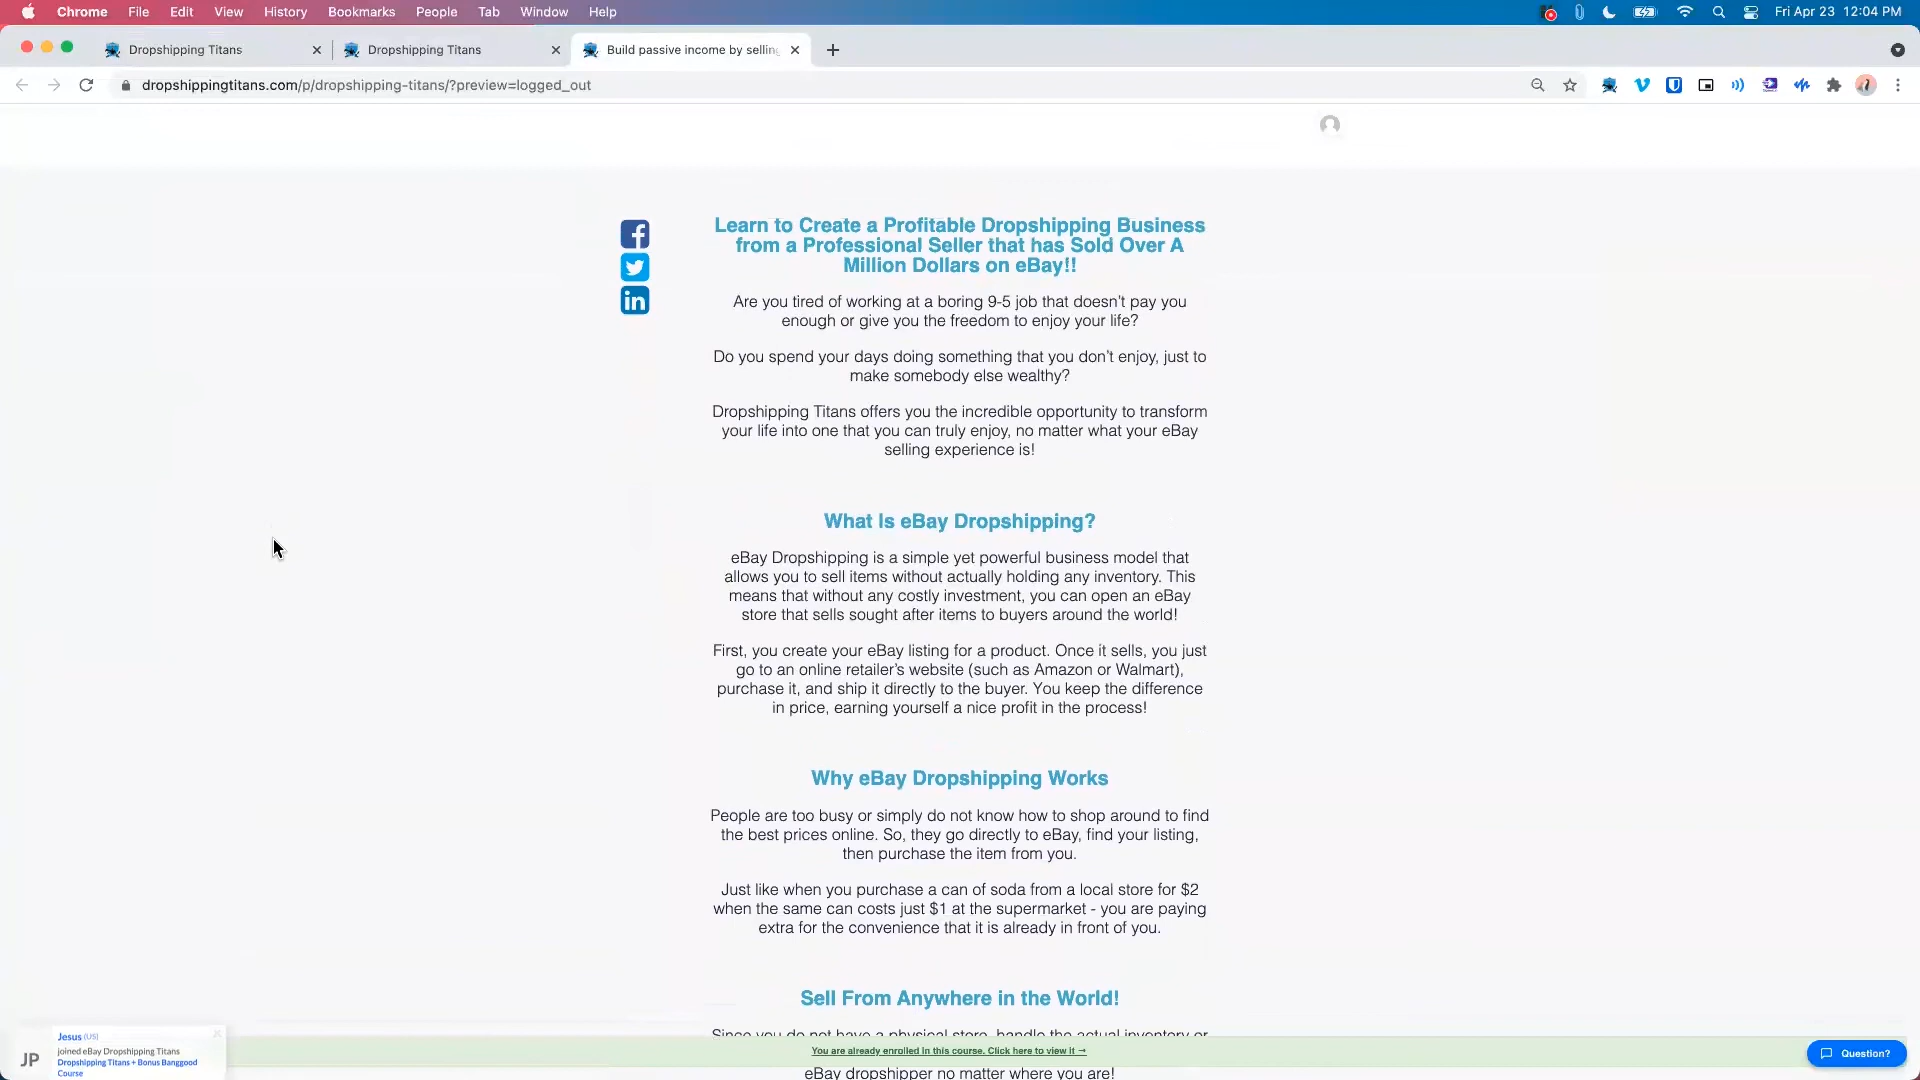 Chrome File Edit View History Bookmarks People Tab Window Help Fri Apr 23 12:04 PM
Dropshipping Titans Dropshipping Titans Build passive income by selling
dropshippingtitans.com/p/dropshipping-titans/?preview=logged_out
Learn to Create a Profitable Dropshipping Business
from a Professional Seller that has Sold Over A
Million Dollars on eBay!!
Are you tired of working at a boring 9-5 job that doesn't pay you
enough or give you the freedom to enjoy your life?
Do you spend your days doing something that you don't enjoy, just to
make somebody else wealthy?
Dropshipping Titans offers you the incredible opportunity to transform
your life into one that you can truly enjoy, no matter what your eBay
selling experience is!
What Is eBay Dropshipping?
eBay Dropshipping is a simple yet powerful business model that
allows you to sell items without actually holding any inventory. This
means that without any costly investment, you can open an eBay
store that sells sought after items to buyers around the world!
First, you create your eBay listing for a product. Once it sells, you just
go to an online retailer's website (such as Amazon or Walmart),
purchase it, and ship it directly to the buyer. You keep the difference
in price, earning yourself a nice profit in the process!
Why eBay Dropshipping Works
People are too busy or simply do not know how to shop around to find
the best prices online. So, they go directly to eBay, find your listing,
then purchase the item from you.
Just like when you purchase a can of soda from a local store for $2
when the same can costs just $1 at the supermarket - you are paying
extra for the convenience that it is already in front of you.
Sell From Anywhere in the World!
Since you do not have a physical store, handle the actual inventory or
You are already enrolled in this course. Click here to view it →
eBay dropshipper no matter where you are!
JP
Jesus (US)
joined eBay Dropshipping Titans
Dropshipping Titans + Bonus Banggood
Course
Question?